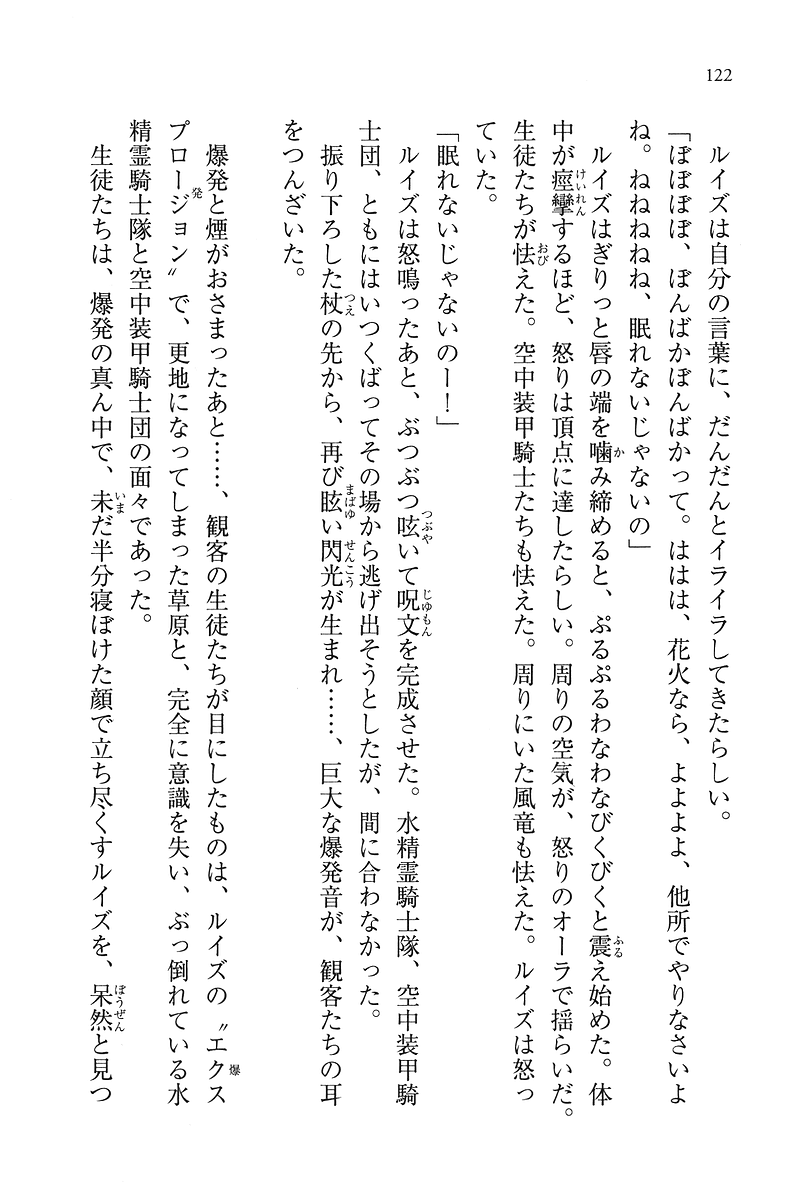 122
ルイズは自分の言葉に、だんだんとイライラしてきたらしい。
「ぼぼぼぼ、ぼんばかぼんばかって。ははは、花火なら、よよよよ、他所でやりなさいよ
ね。ねねねねね、眠れないじゃないの」
ルイズはぎりっと唇の端を噛み締めると、ぷるぷるわなわなびくびくと震え始めた。体
中が痙攣するほど、怒りは頂点に達したらしい。周りの空気が、怒りのオーラで揺らいだ。
生徒たちが怯えた。空中装甲騎士たちも怯えた。周りにいた風竜も怯えた。ルイズは怒っ
ていた。
「眠れないじゃないのー！」
ルイズは怒鳴ったあと、ぶつぶつ呟いて呪文を完成させた。水精霊騎士隊、空中装甲騎
士団、ともにはいつくばってその場から逃げ出そうとしたが、間に合わなかった。
振り下ろした杖の先から、再び眩い閃光が生まれ……、巨大な爆発音が、観客たちの耳
をつんざいた。
爆発と煙がおさまったあと……、観客の生徒たちが目にしたものは、ルイズの〝エクス
プロージョン〟で、更地になってしまった草原と、完全に意識を失い、ぶっ倒れている水
精霊騎士隊と空中装甲騎士団の面々であった。
生徒たちは、爆発の真ん中で、未だ半分寝ぼけた顔で立ち尽くすルイズを、呆然と見つ